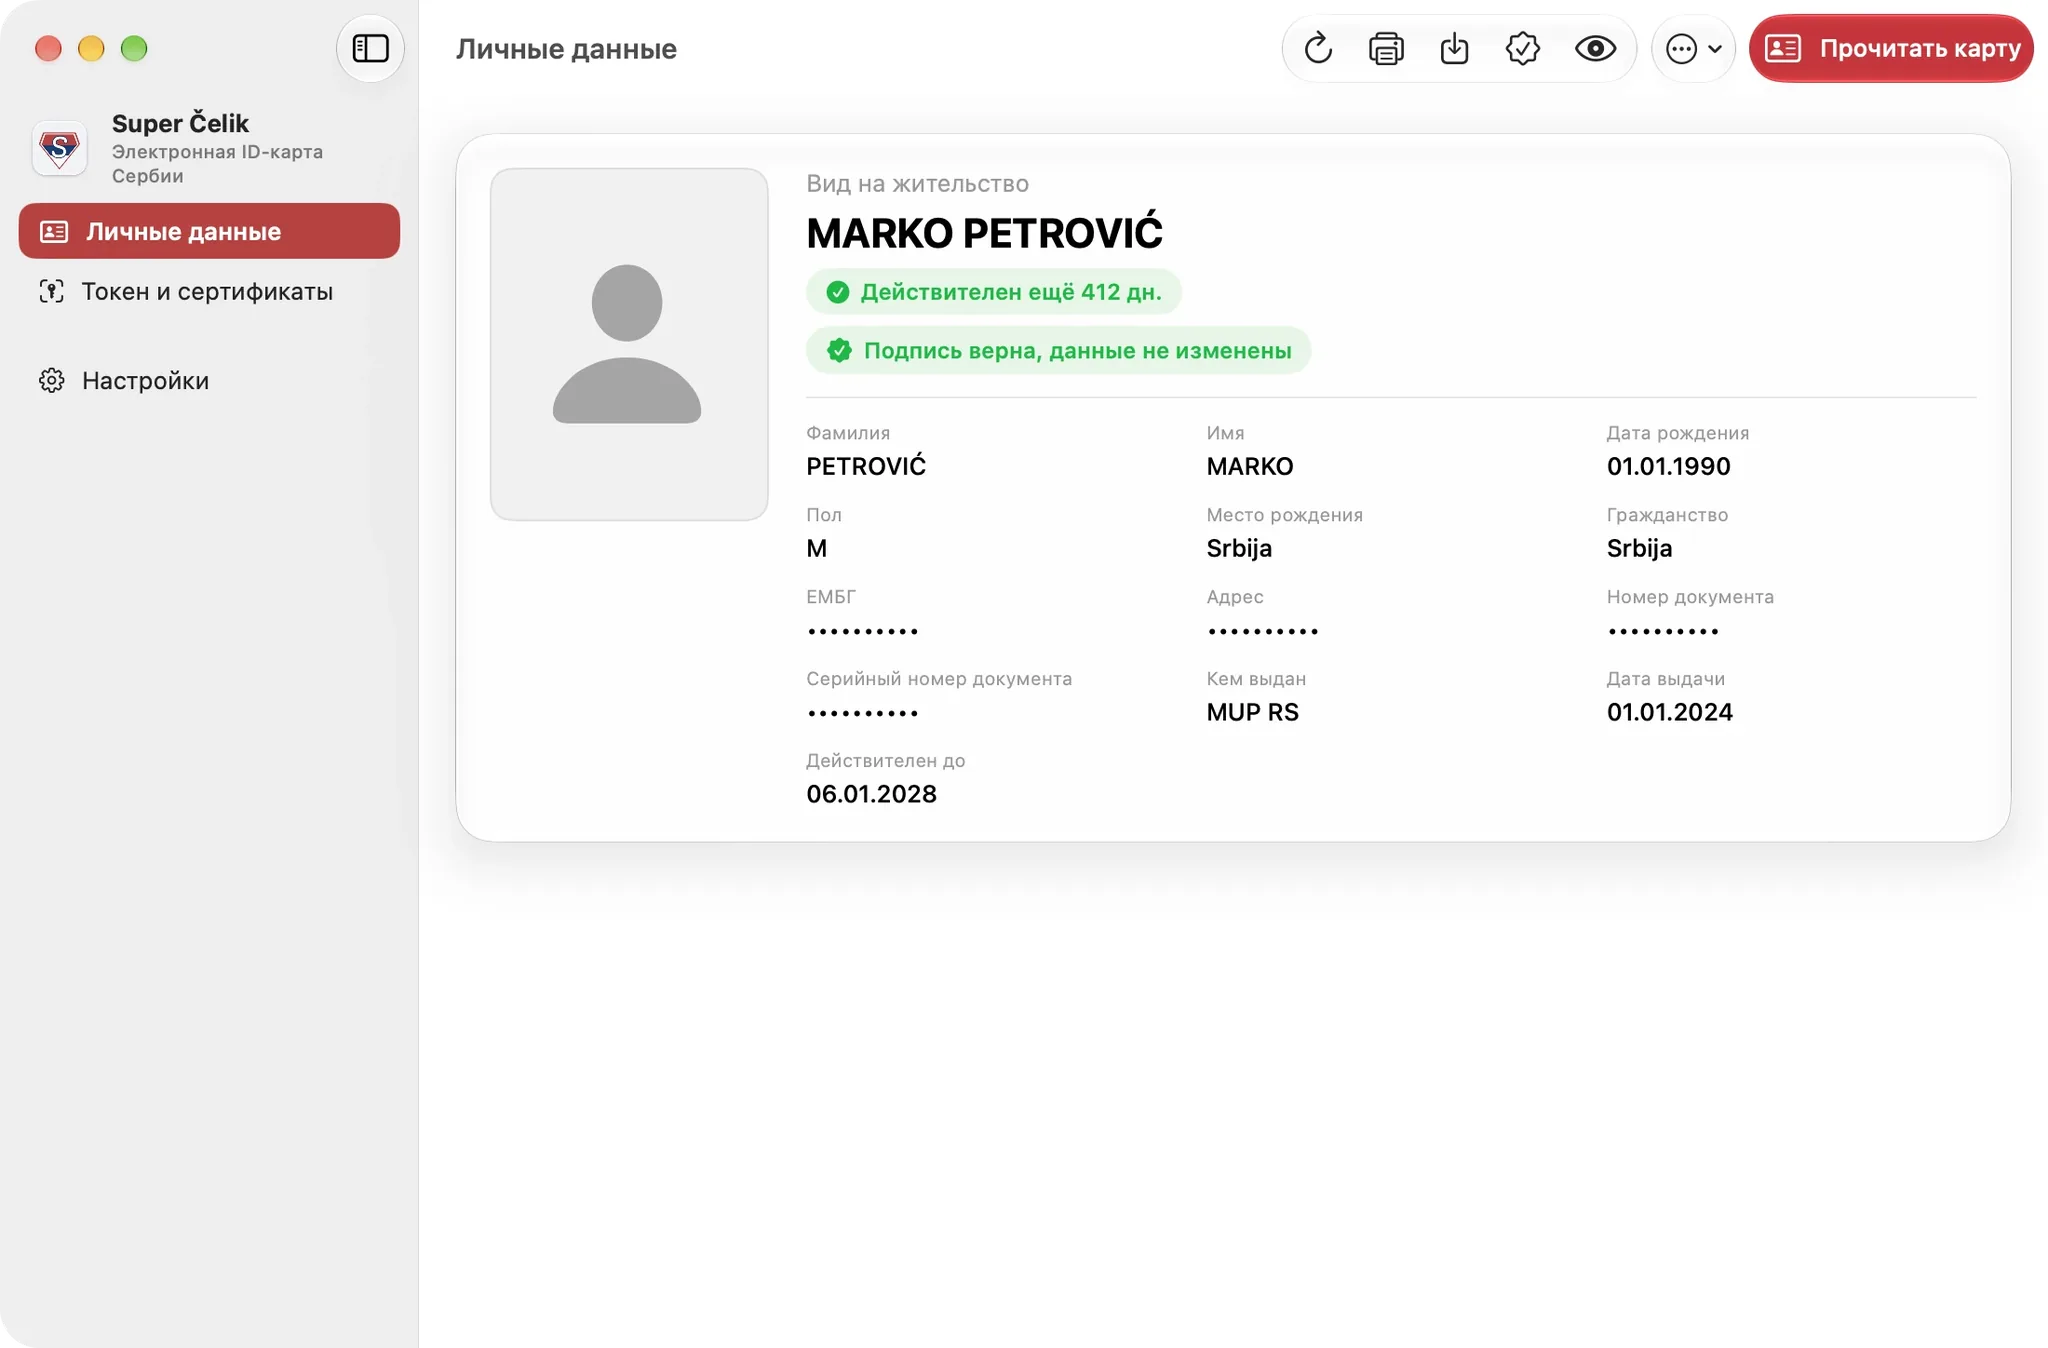 Личные данные
Прочитать карту
Super Čelik
Электронная ID-карта
Сербии
Личные данные
Токен и сертификаты
Настройки
Вид на жительство
MARKO PETROVIĆ
Действителен ещё 412 дн.
Подпись верна, данные не изменены
Фамилия
PETROVIĆ
Имя
MARKO
Дата рождения
01.01.1990
Пол
M
Место рождения
Srbija
Гражданство
Srbija
ЕМБГ
••••••••••
Адрес
••••••••••
Номер документа
••••••••••
Серийный номер документа
••••••••••
Кем выдан
MUP RS
Дата выдачи
01.01.2024
Действителен до
06.01.2028